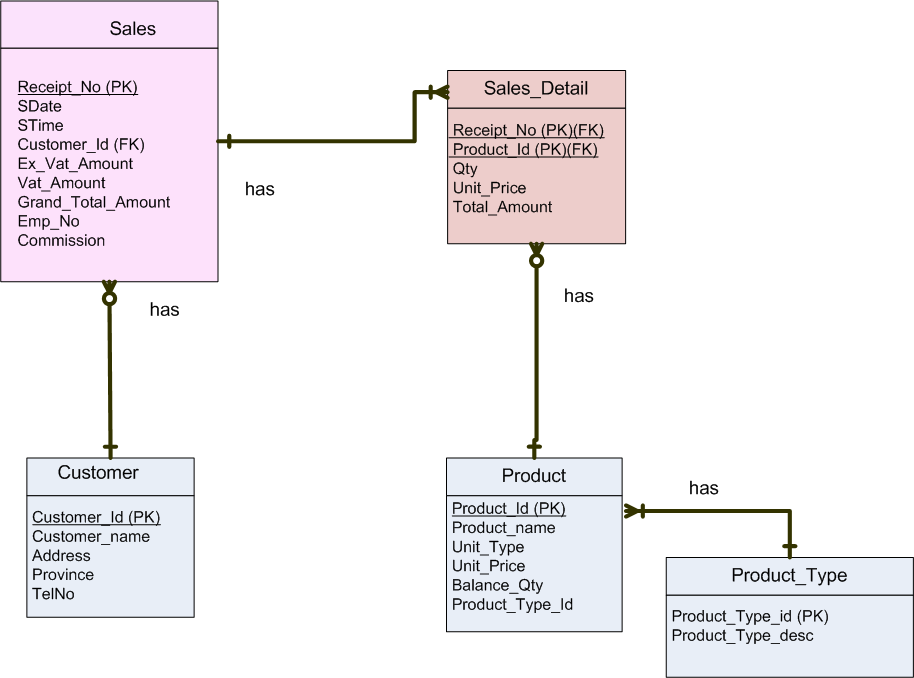 Sales
Receipt_No (PK)
SDate
STime
Customer_Id (FK)
Ex_Vat_Amount
Vat_Amount
Grand_Total_Amount
Emp_No
Commission
has
Sales_Detail
Receipt_No (PK)(FK)
Product_Id (PK)(FK)
Qty
Unit_Price
Total_Amount
has
has
Customer
Customer_Id (PK)
Customer_name
Address
Province
TelNo
Product
Product_Id (PK)
Product_name
Unit_Type
Unit_Price
Balance_Qty
Product_Type_Id
has
Product_Type
Product_Type_id (PK)
Product_Type_desc